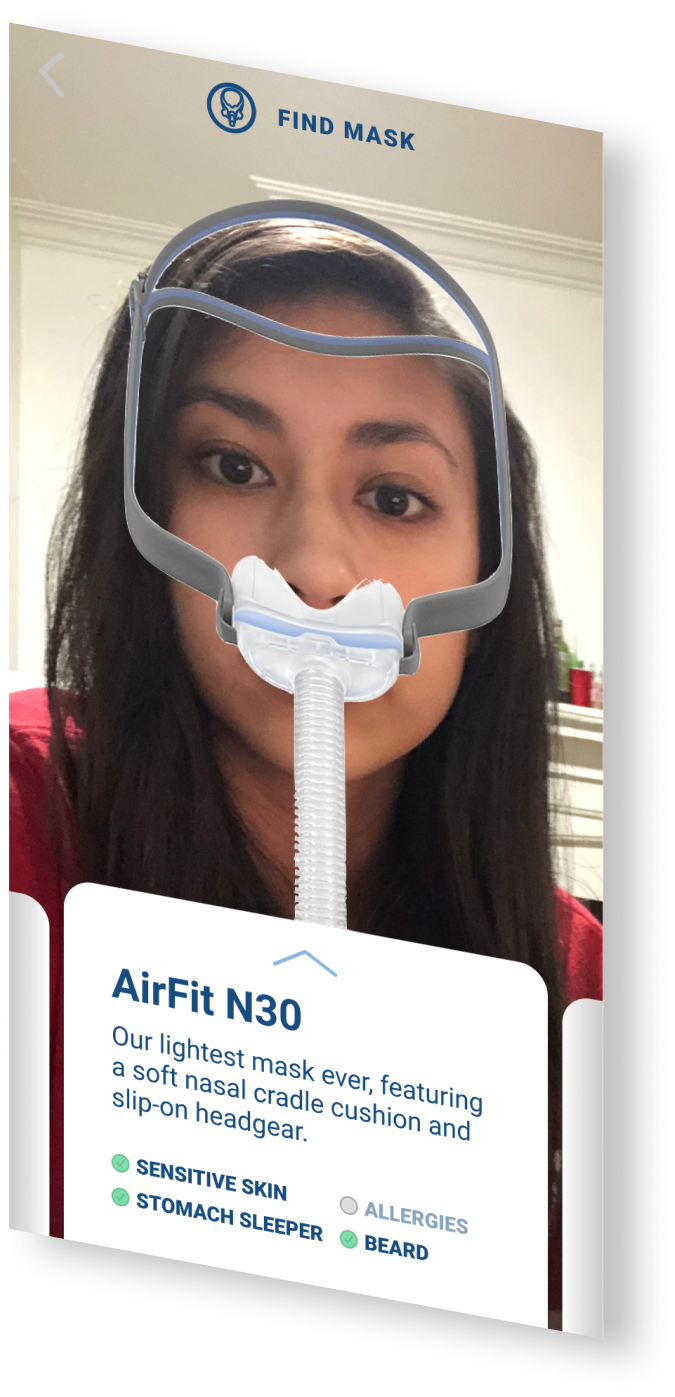 FIND MASK
AirFit N30
Our lightest mask ever, featuring
a soft nasal cradle cushion and
slip-on headgear.
SENSITIVE SKIN
STOMACH SLEEPER
ALLERGIES
BEARD